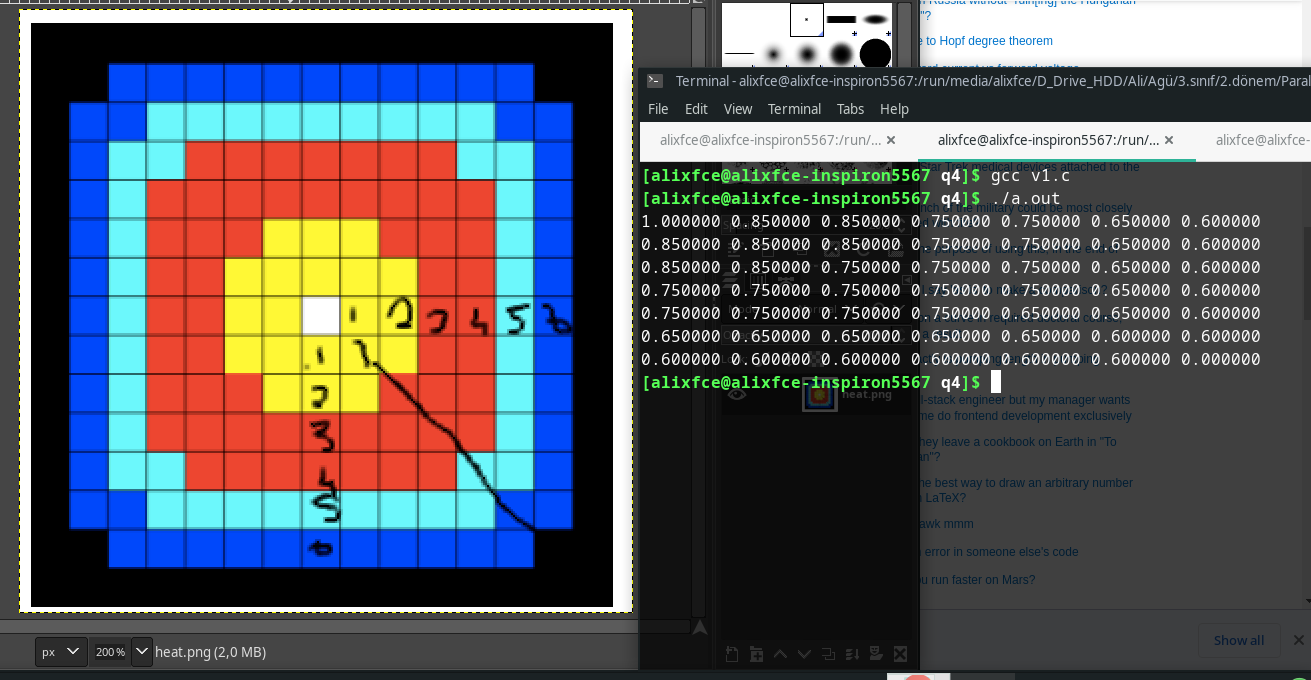 n Russia without "ruin[ing] the Hungarian
"?
e to Hopf degree theorem
Terminal - alixfce@alixfce-inspiron5567:/run/media/alixfce/D_Drive_HDD/Ali/Agü/3.sınıf/2.dönem/Paral
File Edit View Terminal Tabs Help
alixfce@alixfce-inspiron5567:/run/... ×
alixfce@alixfce-inspiron5567:/run/... ×
alixfce@alixfce-
Star Trek medical devices attached to the
[alixfce@alixfce-inspiron5567 q4]$ gcc v1.c
[alixfce@alixfce-inspiron5567 q4]$ ./a.out
1.000000 0.850000 0.850000 0.750000 0.750000 0.650000 0.600000
0.850000 0.850000 0.850000 0.750000 0.750000 0.650000 0.600000
0.850000 0.850000 0.750000 0.750000 0.750000 0.650000 0.600000
0.750000 0.750000 0.750000 0.750000 0.750000 0.650000 0.600000
0.750000 0.750000 0.750000 0.750000 0.650000 0.650000 0.600000
0.650000 0.650000 0.650000 0.650000 0.650000 0.600000 0.600000
0.600000 0.600000 0.600000 0.600000 0.600000 0.600000 0.000000
[alixfce@alixfce-inspiron5567 q4]$
heat.png
l-stack engineer but my manager wants
me do frontend development exclusively
hey leave a cookbook on Earth in "To
an"?
he best way to draw an arbitrary number
LaTeX?
awk mmm
error in someone else's code
ou run faster on Mars?
1 2 3 4 5 6
1
2
3
4
5
6
Show all
px 200 % heat.png (2,0 MB)